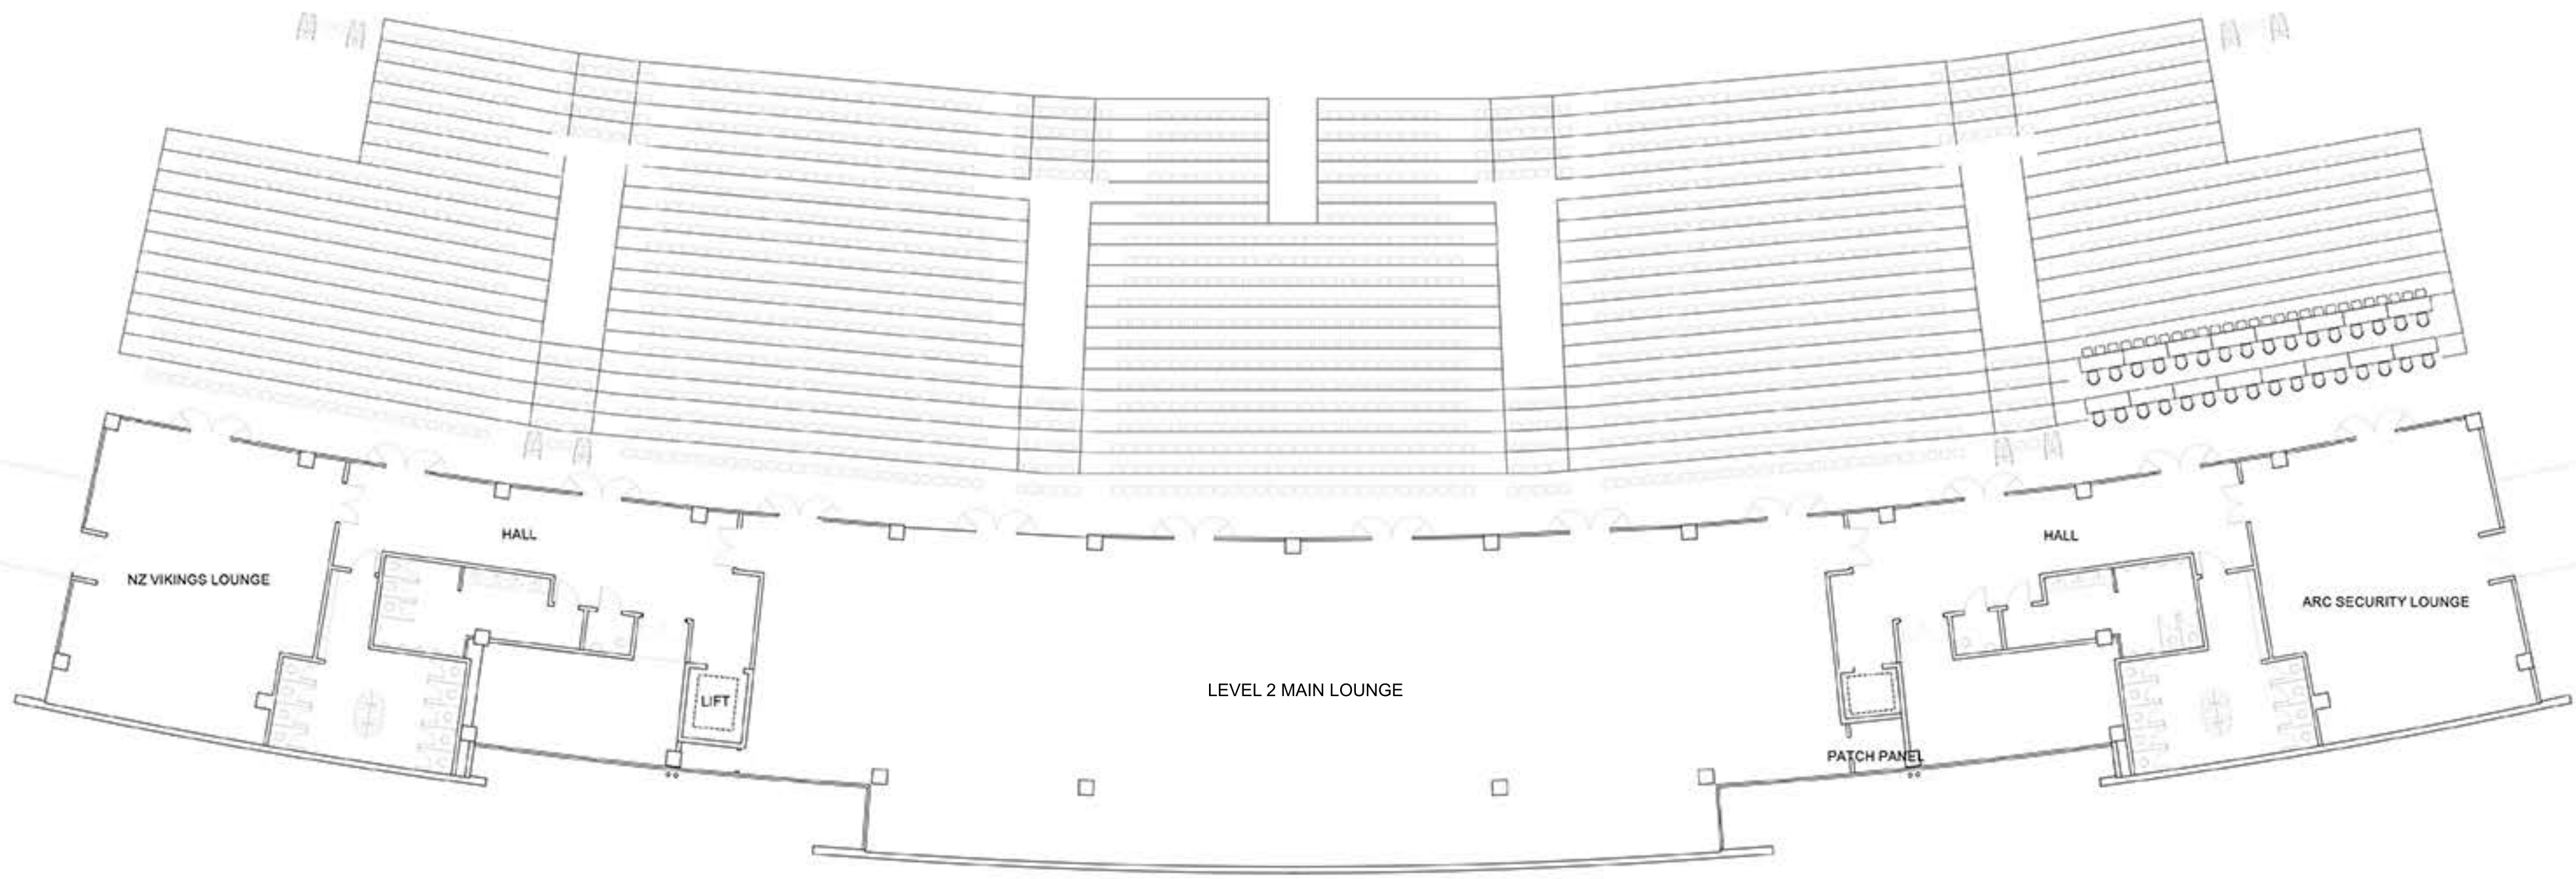 HALL
HALL
NZ VIKINGS LOUNGE
ARC SECURITY LOUNGE
LEVEL 2 MAIN LOUNGE
LIFT
PATCH PANEL